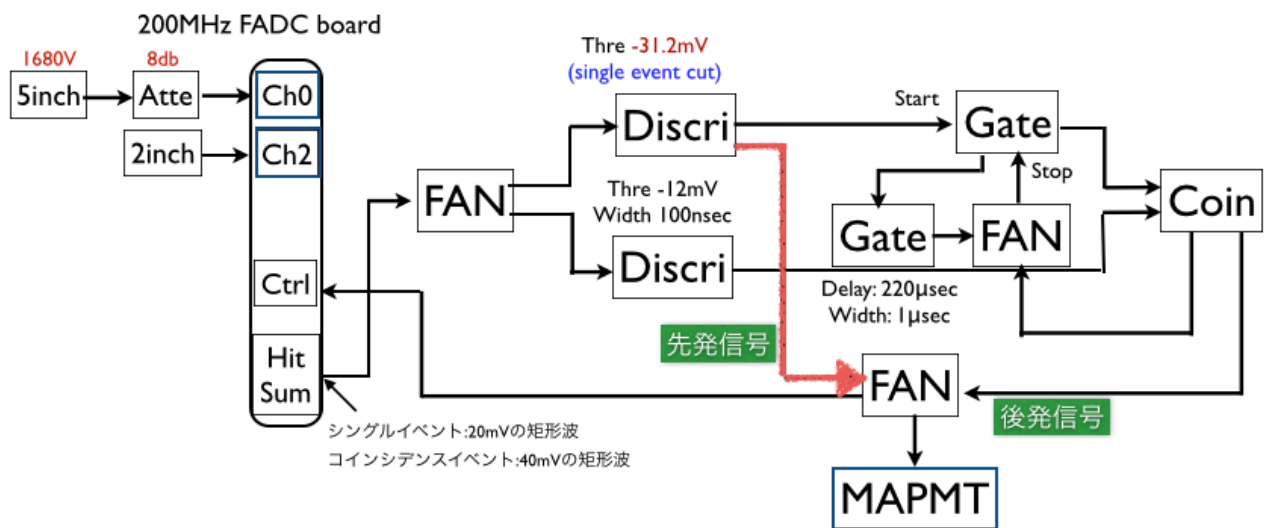 200MHz FADC board
1680V
5inch
8db
Atte
Ch0
2inch
Ch2
Ctrl
Hit
Sum
シングルイベント:20mVの矩形波
コインシデンスイベント:40mVの矩形波
FAN
Thre -31.2mV
(single event cut)
Discri
Thre -12mV
Width 100nsec
Discri
Start
Gate
Stop
Gate
FAN
Delay: 220μsec
Width: 1μsec
Coin
先発信号
FAN
後発信号
MAPMT